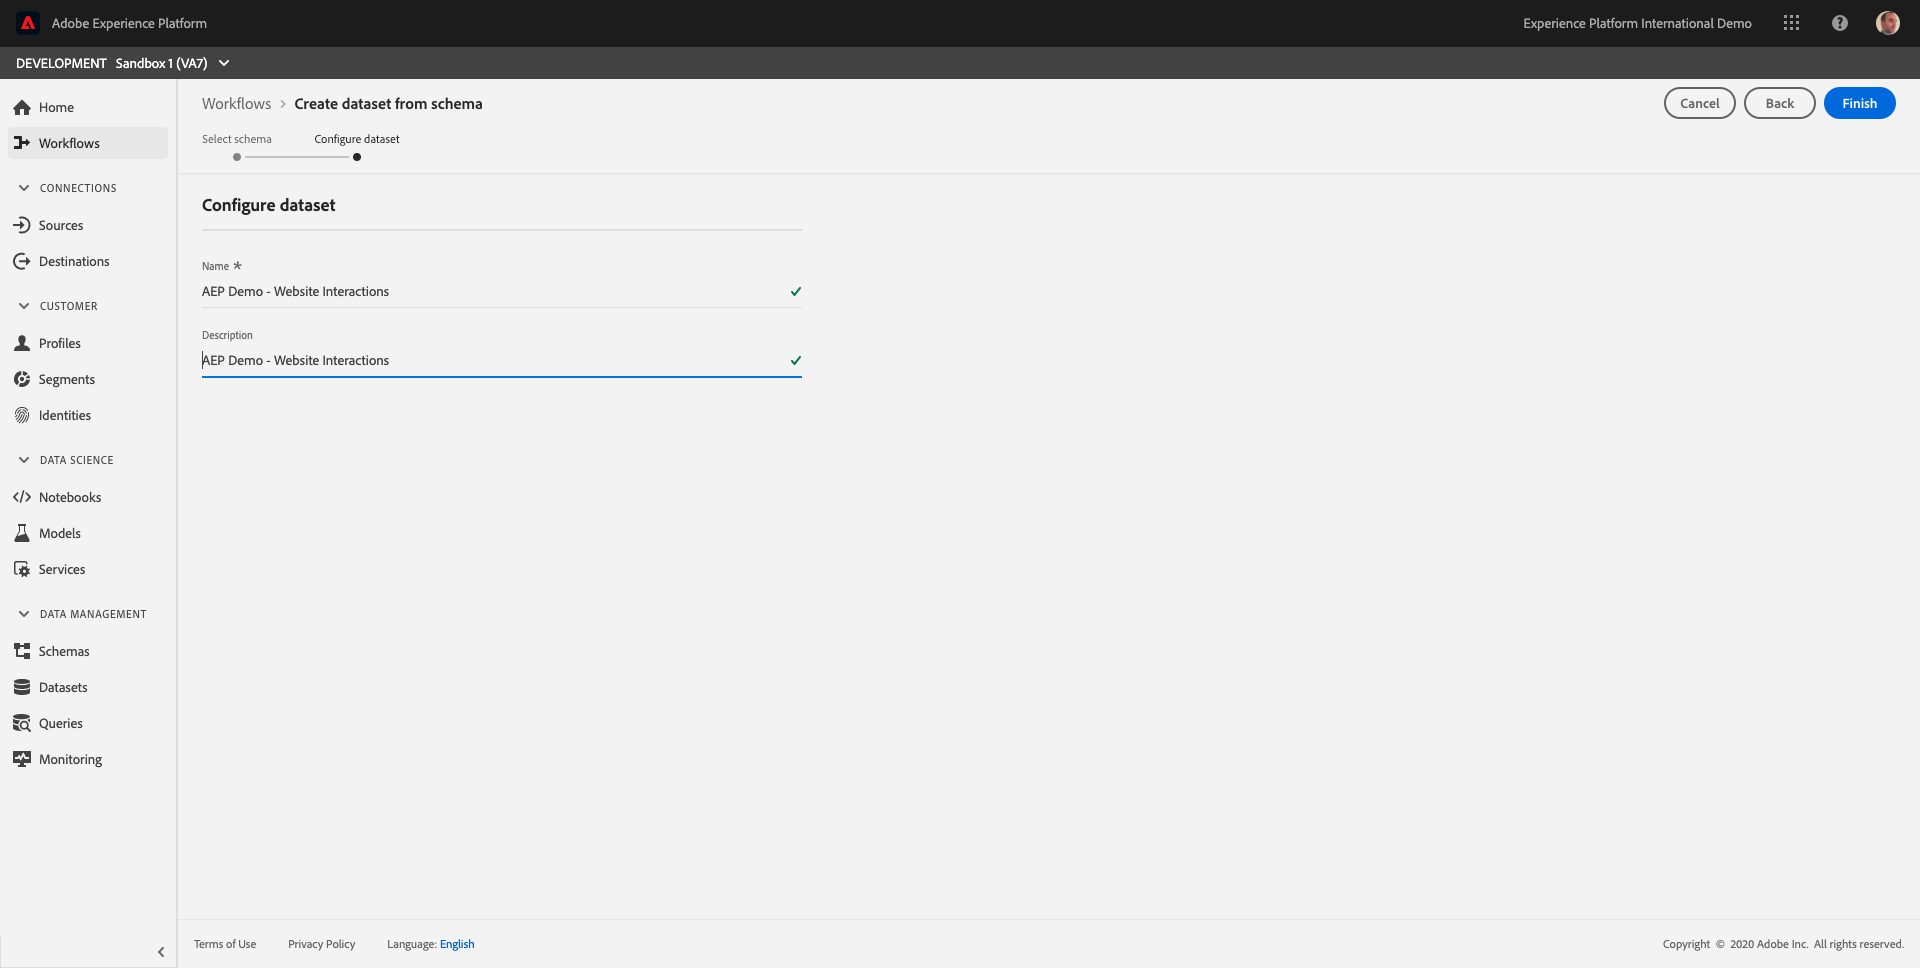 Adobe Experience Platform
Experience Platform International Demo
DEVELOPMENT Sandbox 1 (VA7)
Home
Workflows
CONNECTIONS
Sources
Destinations
CUSTOMER
Profiles
Segments
Identities
DATA SCIENCE
Notebooks
Models
Services
DATA MANAGEMENT
Schemas
Datasets
Queries
Monitoring
Workflows > Create dataset from schema
Cancel Back Finish
Select schema Configure dataset
Configure dataset
Name *
AEP Demo - Website Interactions
Description
AEP Demo - Website Interactions
Terms of Use Privacy Policy Language: English
Copyright © 2020 Adobe Inc. All rights reserved.